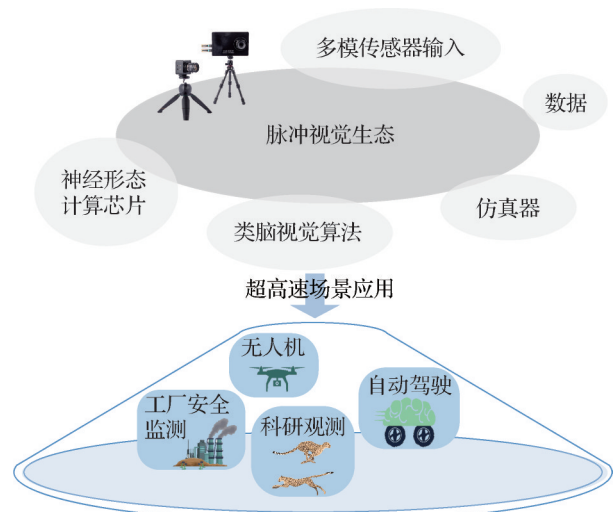 多模传感器输入
数据
脉冲视觉生态
神经形态
计算芯片
仿真器
类脑视觉算法
超高速场景应用
无人机
自动驾驶
工厂安全
监测
科研观测